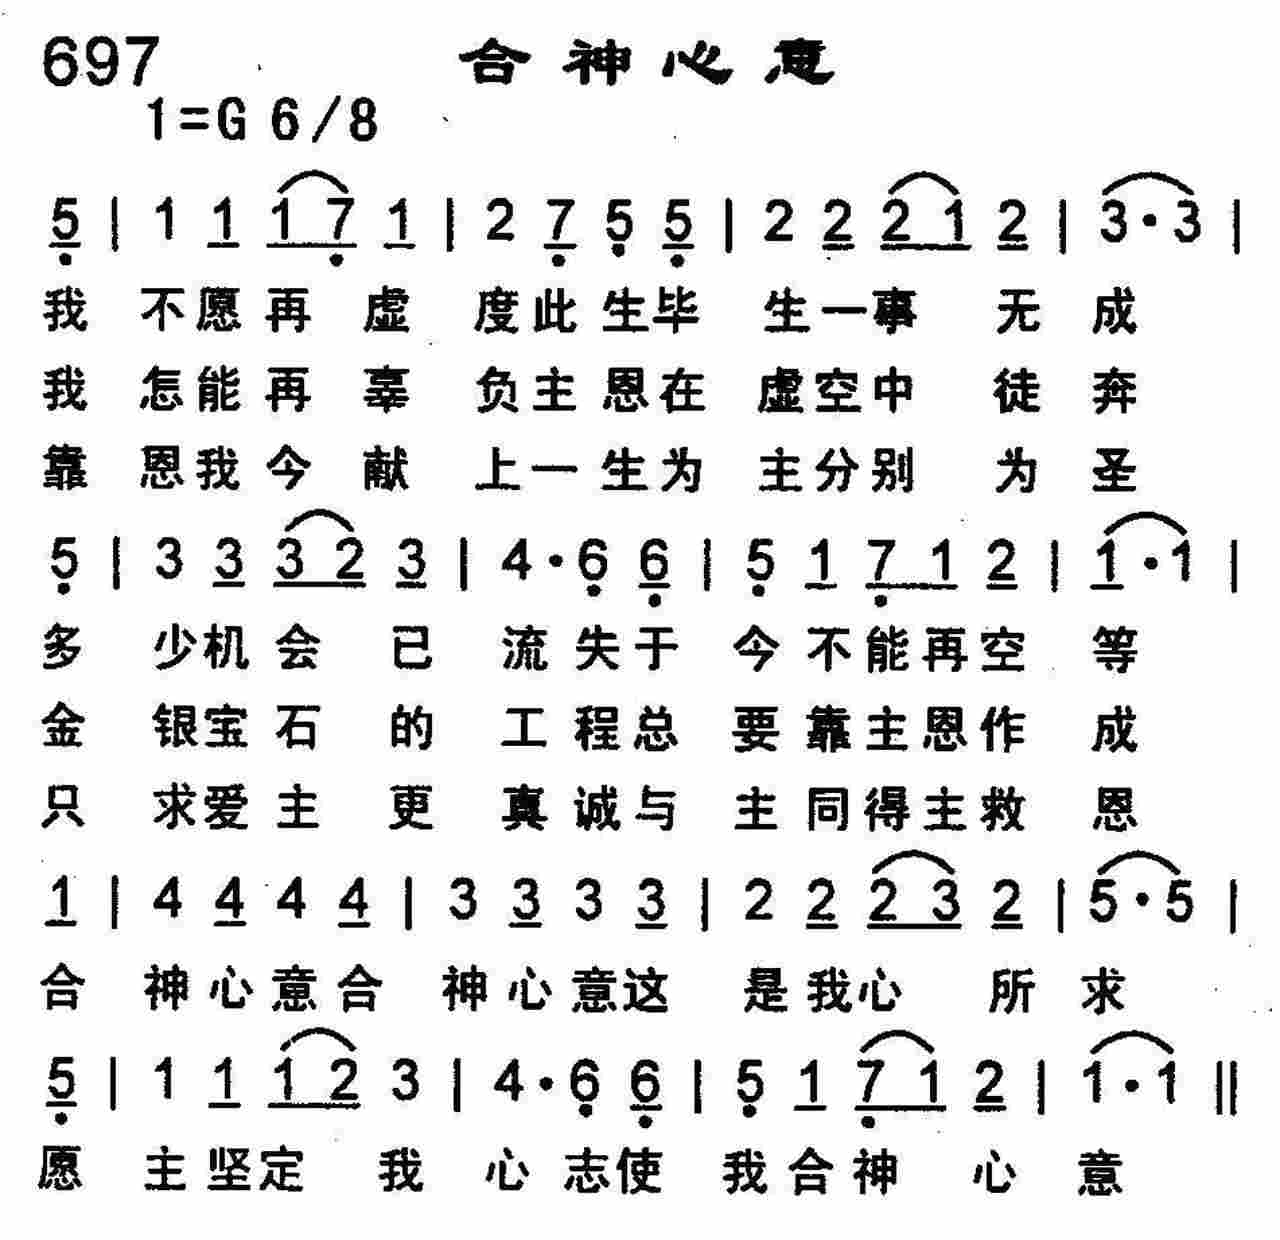 697 合神心意
1=G 6/8
5 | 1 1 1 7 1 | 2 7 5 5 | 2 2 2 1 2 | 3·3 |
我 不愿再虚 度此生毕 生一事无 成
我 怎能再辜 负主恩在 虚空中徒 奔
靠 恩我今献 上一生为 主分别为 圣
5 | 3 3 3 2 3 | 4·6 6 | 5 1 7 1 2 | 1·1 |
多 少机会已 流失于 今不能再空 等
金 银宝石的 工程总 要靠主恩作 成
只 求爱主更 真诚与 主同得主救 恩
1 | 4 4 4 4 | 3 3 3 3 | 2 2 2 3 2 | 5·5 |
合 神心意合 神心意这 是我心所 求
5 | 1 1 1 2 3 | 4·6 6 | 5 1 7 1 2 | 1·1 ‖
愿 主坚定我 心志使 我合神心 意